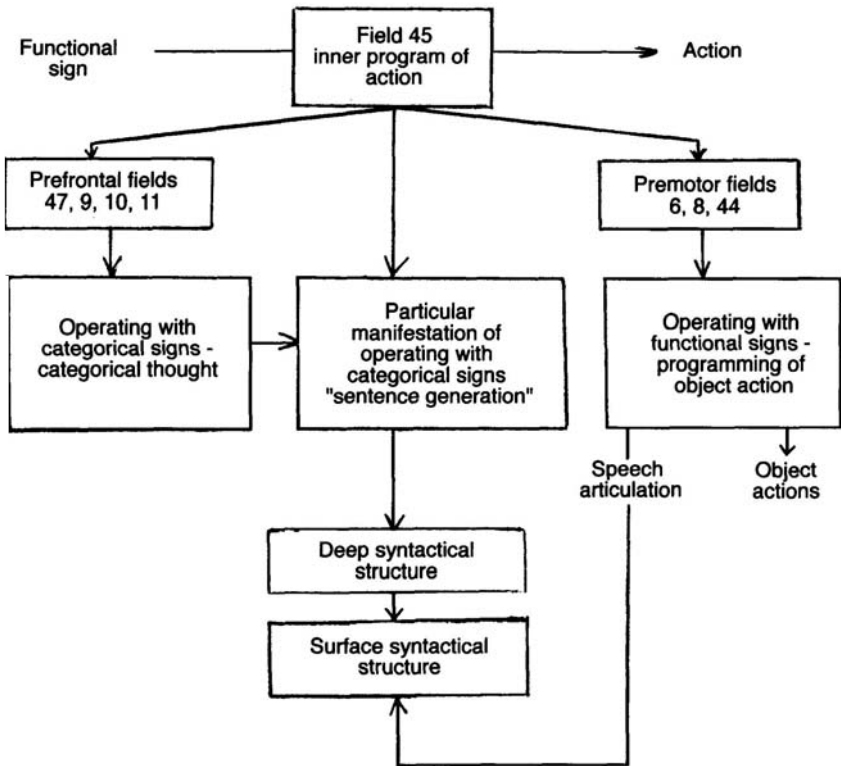 Functional
sign
Field 45
inner program of
action
Action
Prefrontal fields
47, 9, 10, 11
Premotor fields
6, 8, 44
Operating with
categorical signs -
categorical thought
Particular
manifestation of
operating with
categorical signs
"sentence generation"
Operating with
functional signs -
programming of
object action
Speech
articulation
Object
actions
Deep syntactical
structure
Surface syntactical
structure